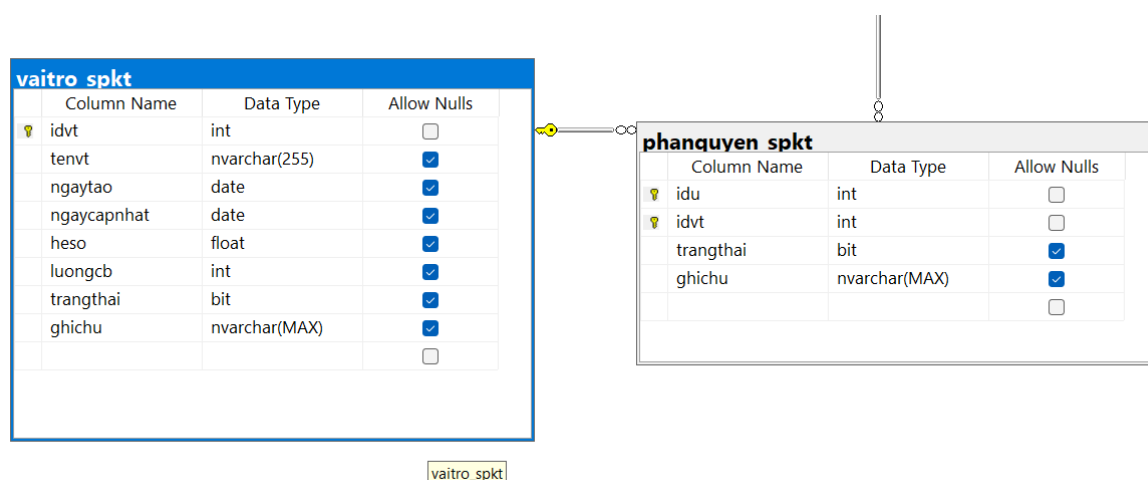 vaitro_spkt
Column Name Data Type Allow Nulls
idvt int
tenvt nvarchar(255)
ngaytao date
ngaycapnhat date
heso float
luongcb int
trangthai bit
ghichu nvarchar(MAX)
phanquyen_spkt
Column Name Data Type Allow Nulls
idu int
idvt int
trangthai bit
ghichu nvarchar(MAX)
vaitro_spkt